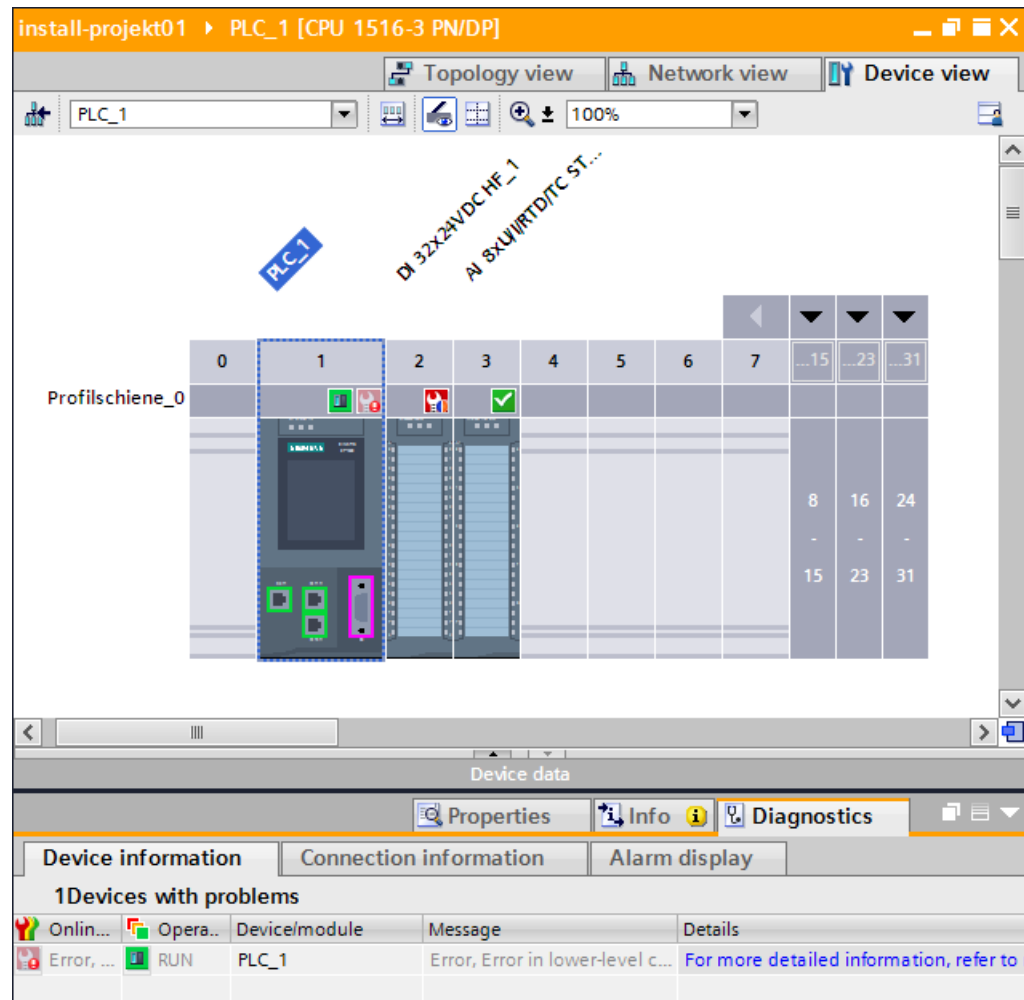 install-projekt01 ▸ PLC_1 [CPU 1516-3 PN/DP]
Topology view
Network view
Device view
PLC_1
100%
PLC_1
DI 32x24VDC HF_1
AI 8xU/I/RTD/TC ST...
0 1 2 3 4 5 6 7 ...15 ...23 ...31
Profilschiene_0
SIEMENS
8 16 24
- - -
15 23 31
Device data
Properties
Info
Diagnostics
Device information
Connection information
Alarm display
1Devices with problems
Onlin... Opera.. Device/module Message Details
Error, ... RUN PLC_1 Error, Error in lower-level c... For more detailed information, refer to